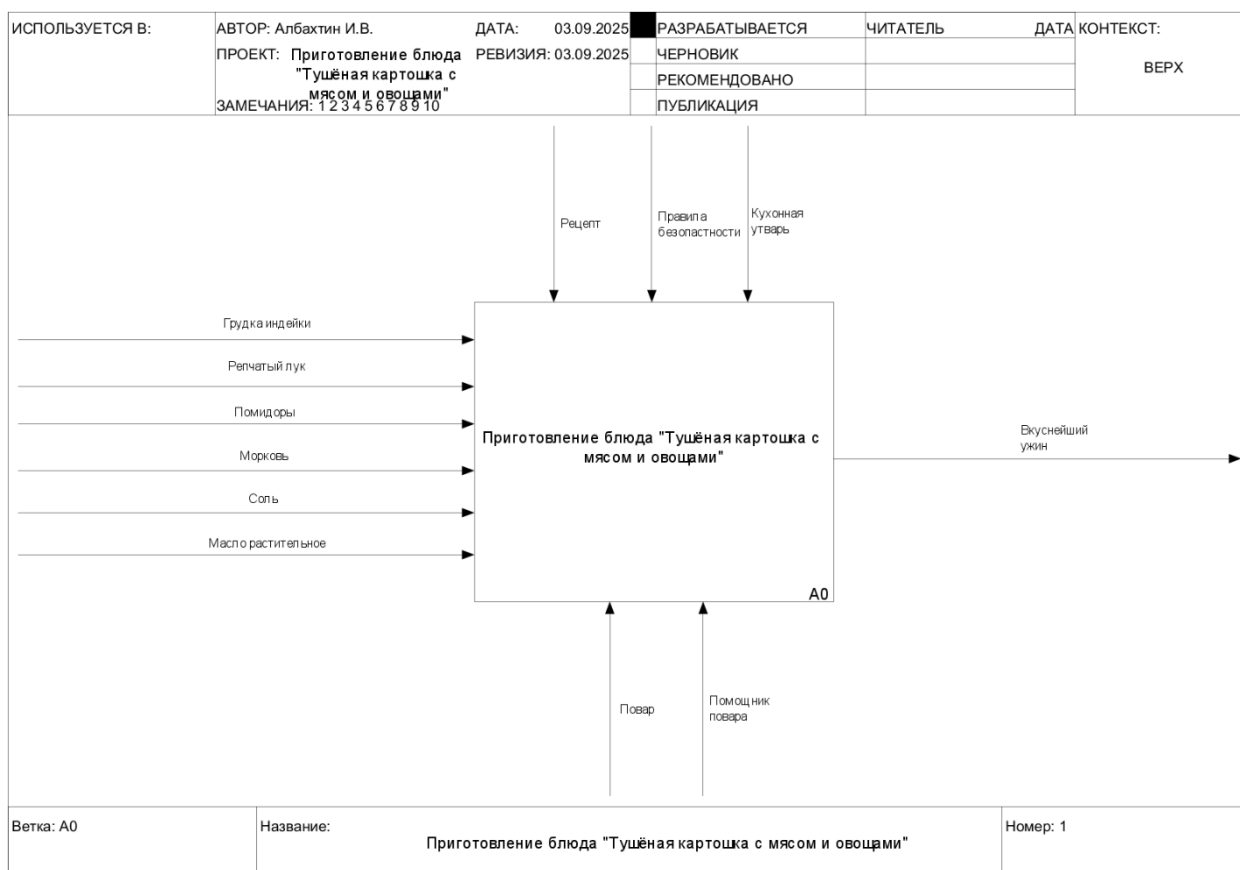 ИСПОЛЬЗУЕТСЯ В:
АВТОР: Албахтин И.В.
ДАТА: 03.09.2025
РАЗРАБАТЫВАЕТСЯ
ЧИТАТЕЛЬ
ДАТА
КОНТЕКСТ:
ПРОЕКТ: Приготовление блюда
"Тушёная картошка с
мясом и овощами"
РЕВИЗИЯ: 03.09.2025
ЧЕРНОВИК
ВЕРХ
РЕКОМЕНДОВАНО
ЗАМЕЧАНИЯ: 1 2 3 4 5 6 7 8 9 10
ПУБЛИКАЦИЯ
Рецепт
Правила
безопастности
Кухонная
утварь
Грудка индейки
Репчатый лук
Помидоры
Морковь
Соль
Масло растительное
Приготовление блюда "Тушёная картошка с
мясом и овощами"
A0
Вкуснейший
ужин
Повар
Помощник
повара
Ветка: A0
Название:
Приготовление блюда "Тушёная картошка с мясом и овощами"
Номер: 1